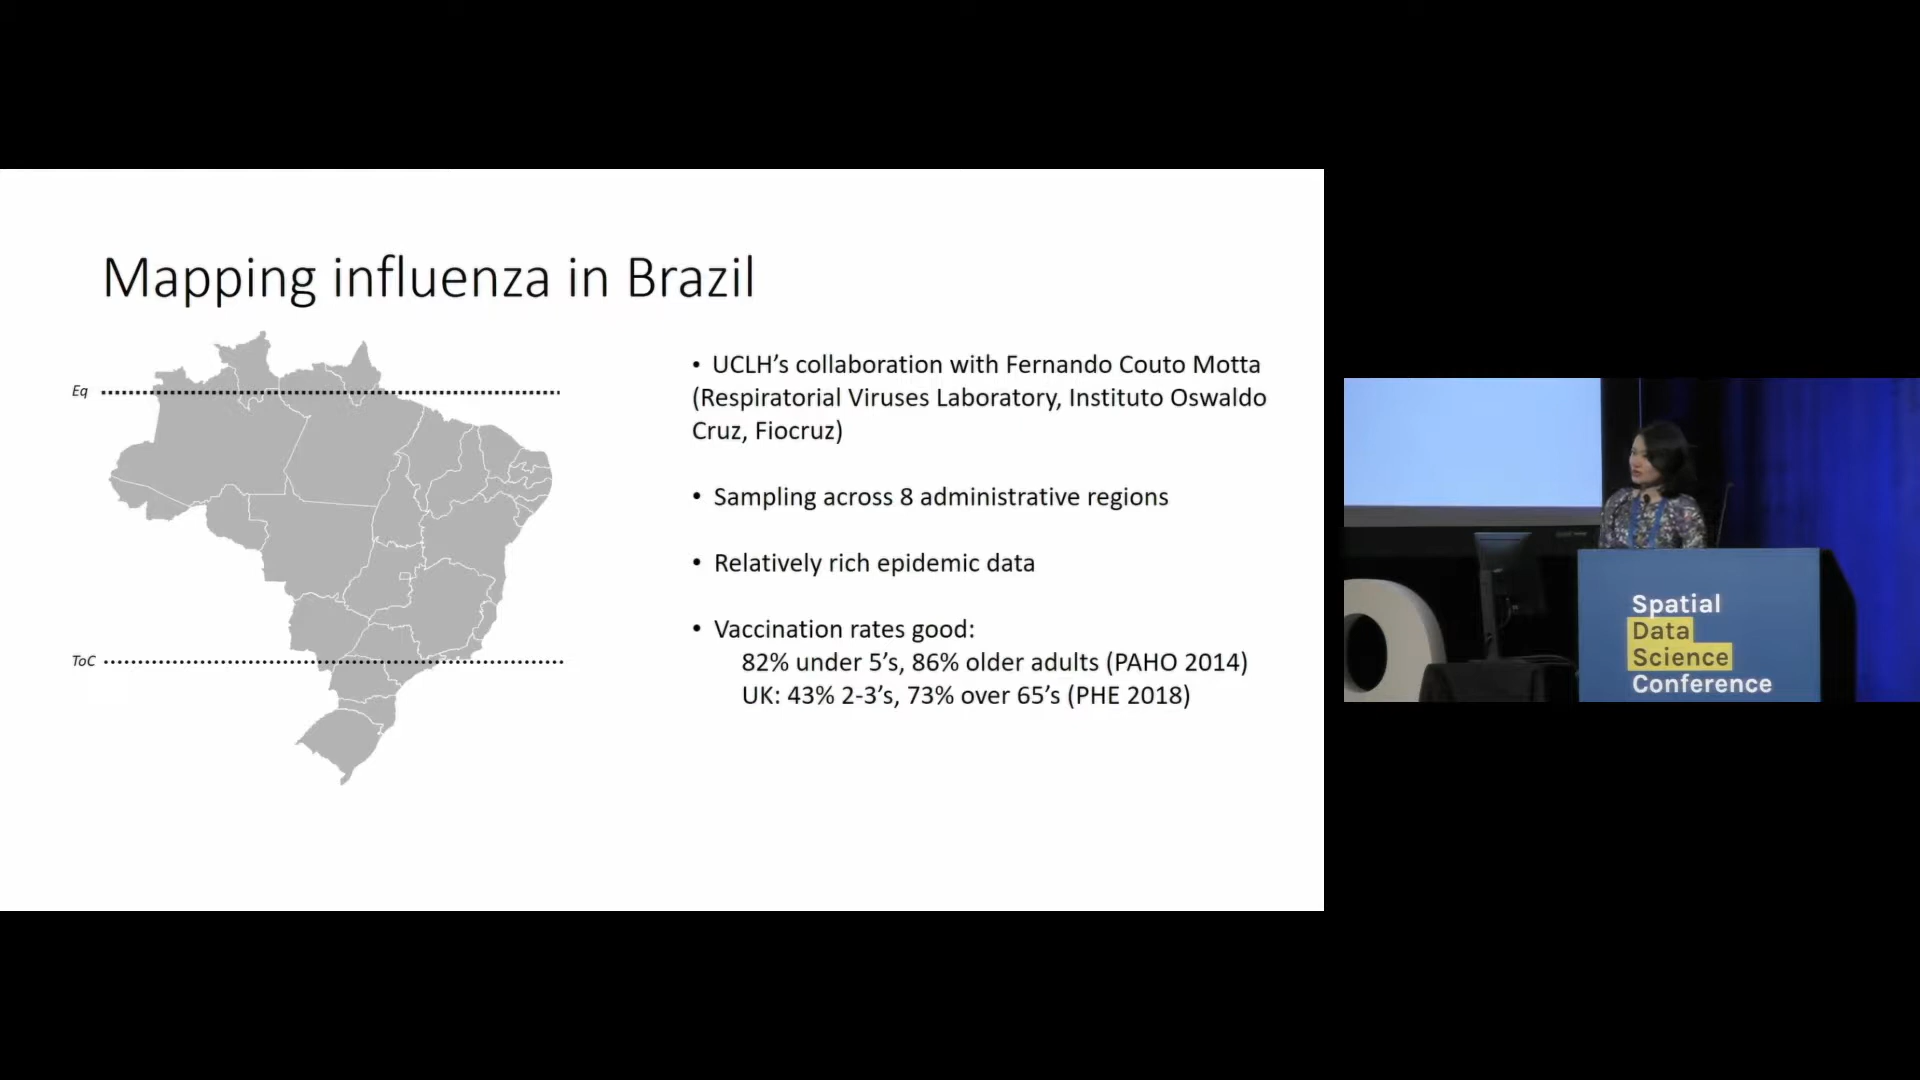 Mapping influenza in Brazil
Eq
ToC
• UCLH’s collaboration with Fernando Couto Motta
(Respiratorial Viruses Laboratory, Instituto Oswaldo
Cruz, Fiocruz)
• Sampling across 8 administrative regions
• Relatively rich epidemic data
• Vaccination rates good:
82% under 5’s, 86% older adults (PAHO 2014)
UK: 43% 2-3’s, 73% over 65’s (PHE 2018)
Spatial
Data
Science
Conference